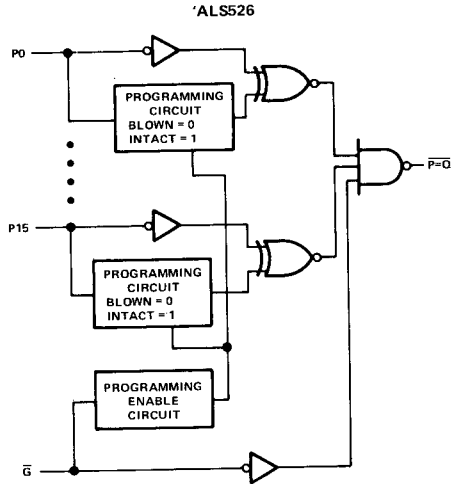 'ALS526
P0
PROGRAMMING
CIRCUIT
BLOWN = 0
INTACT = 1
P=Q
P15
PROGRAMMING
CIRCUIT
BLOWN = 0
INTACT = 1
PROGRAMMING
ENABLE
CIRCUIT
G